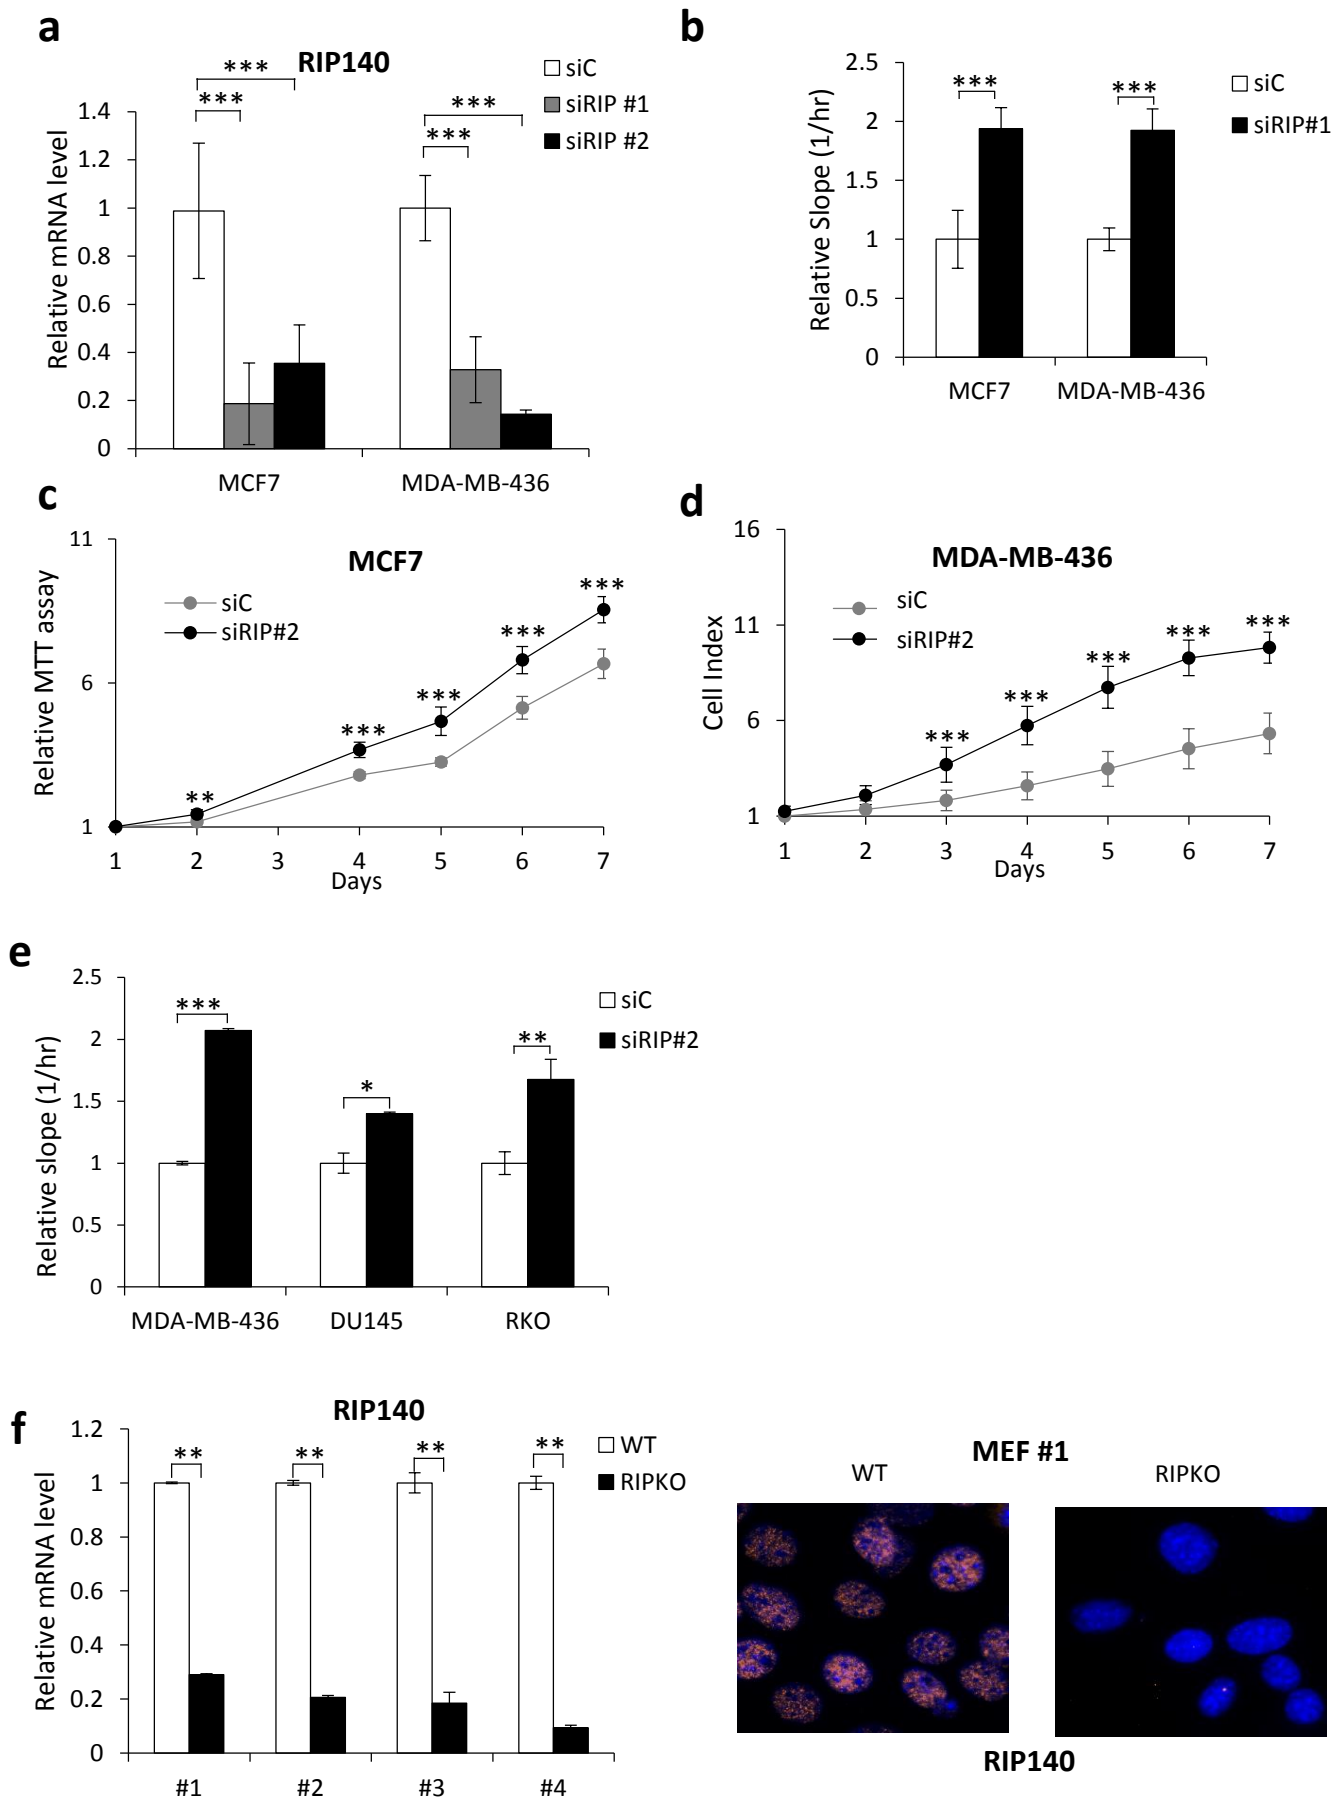 a
RIP140
siC
siRIP #1
siRIP #2
***
***
***
***
Relative mRNA level
1.4
1.2
1
0.8
0.6
0.4
0.2
0
MCF7
MDA-MB-436
b
siC
siRIP#1
***
***
Relative Slope (1/hr)
2.5
2
1.5
1
0.5
0
MCF7
MDA-MB-436
c
MCF7
siC
siRIP#2
Relative MTT assay
11
6
1
**
***
***
***
***
1 2 3 4 5 6 7
Days
d
MDA-MB-436
siC
siRIP#2
Cell Index
16
11
6
1
***
***
***
***
***
1 2 3 4 5 6 7
Days
e
siC
siRIP#2
***
*
**
Relative slope (1/hr)
2.5
2
1.5
1
0.5
0
MDA-MB-436
DU145
RKO
f
RIP140
WT
RIPKO
**
**
**
**
Relative mRNA level
1.2
1
0.8
0.6
0.4
0.2
0
#1
#2
#3
#4
MEF #1
WT
RIPKO
RIP140